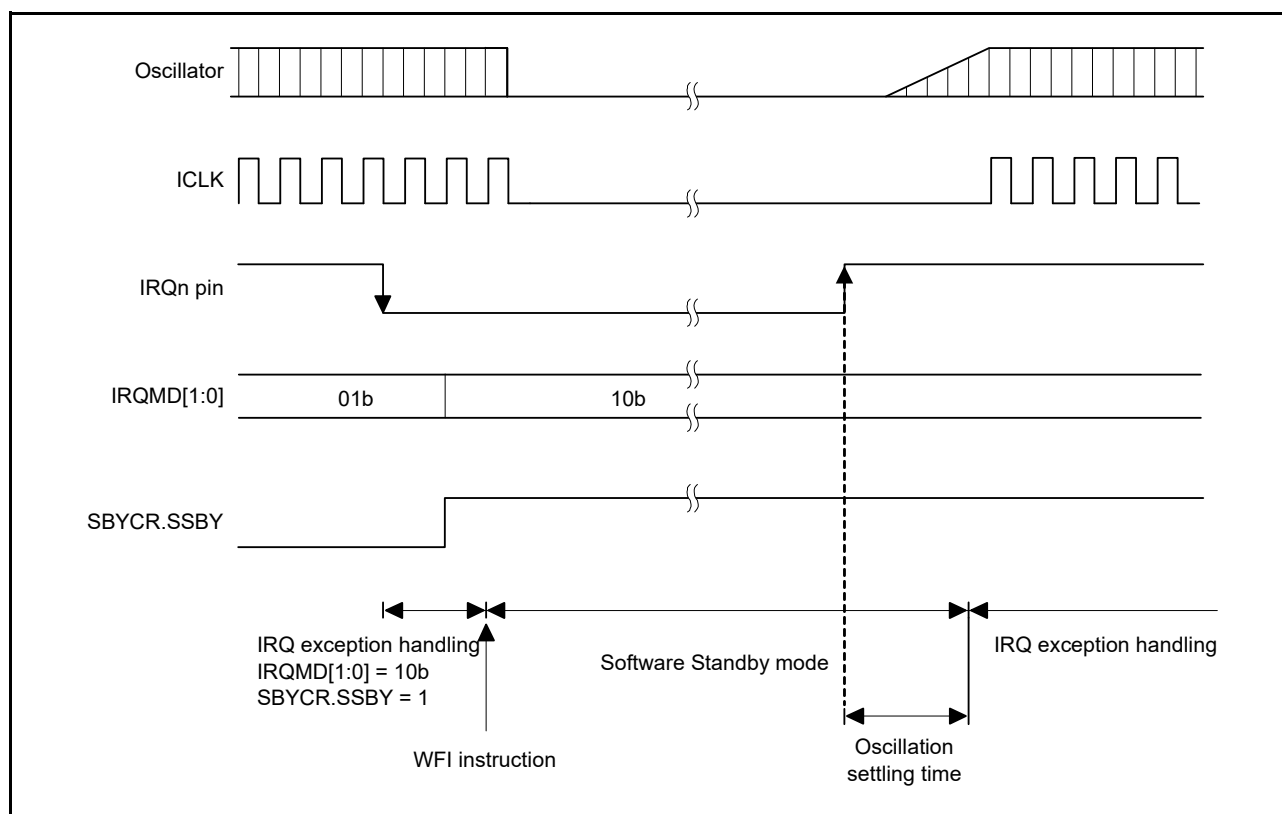 Oscillator
ICLK
IRQn pin
IRQMD[1:0]
01b
10b
SBYCR.SSBY
IRQ exception handling
IRQMD[1:0] = 10b
SBYCR.SSBY = 1
Software Standby mode
IRQ exception handling
WFI instruction
Oscillation
settling time